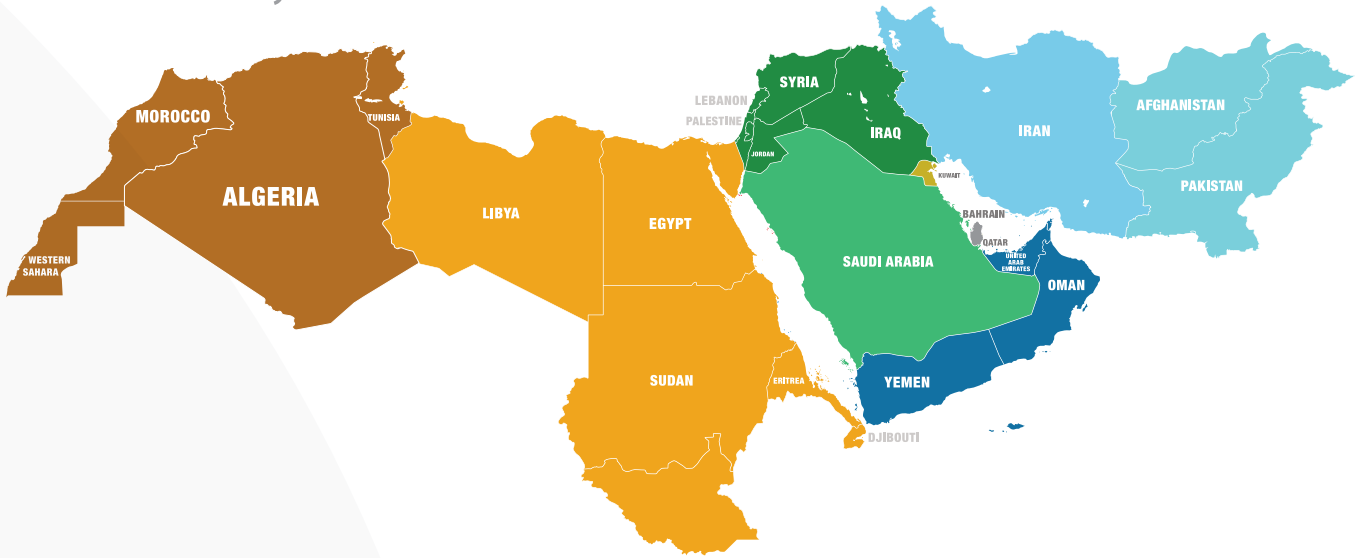 MOROCCO
ALGERIA
TUNISIA
WESTERN
SAHARA
LIBYA
EGYPT
SUDAN
ERITREA
DJIBOUTI
LEBANON
PALESTINE
SYRIA
JORDAN
IRAQ
KUWAIT
SAUDI ARABIA
BAHRAIN
QATAR
UNITED
ARAB
EMIRATES
OMAN
YEMEN
IRAN
AFGHANISTAN
PAKISTAN